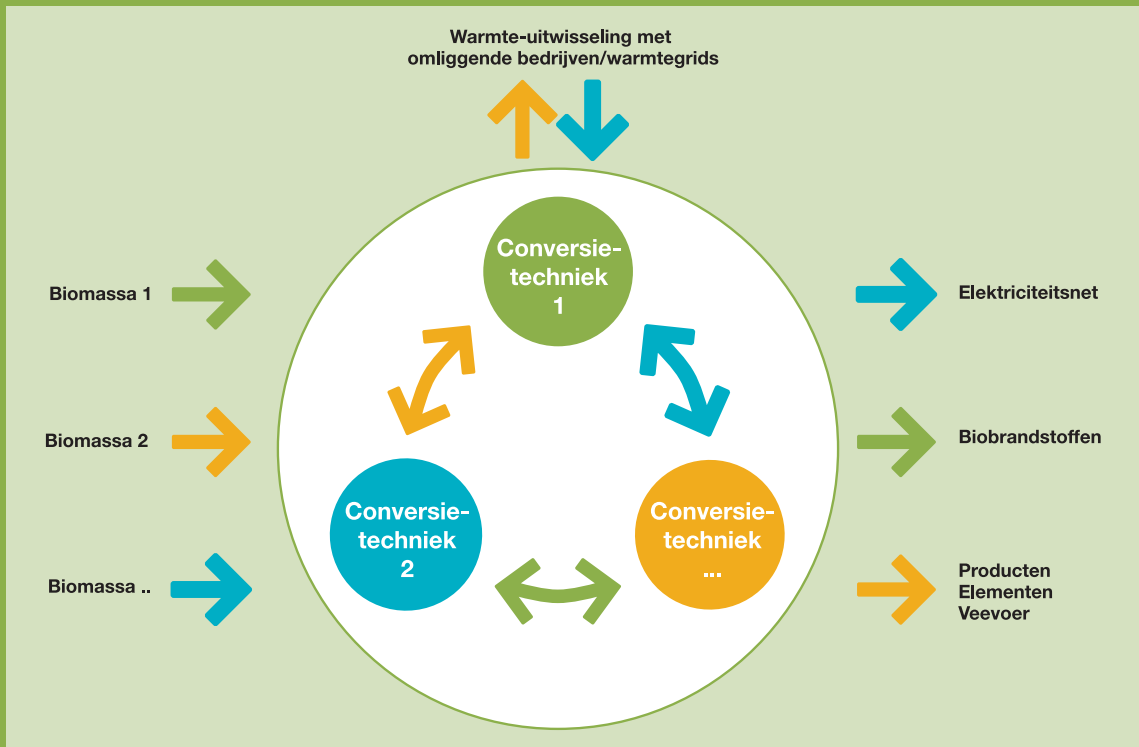 Warmte-uitwisseling met
omliggende bedrijven/warmtegrids
Conversie-
techniek
1
Biomassa 1
Elektriciteitsnet
Biomassa 2
Biobrandstoffen
Conversie-
techniek
2
Conversie-
techniek
...
Biomassa ..
Producten
Elementen
Veevoer